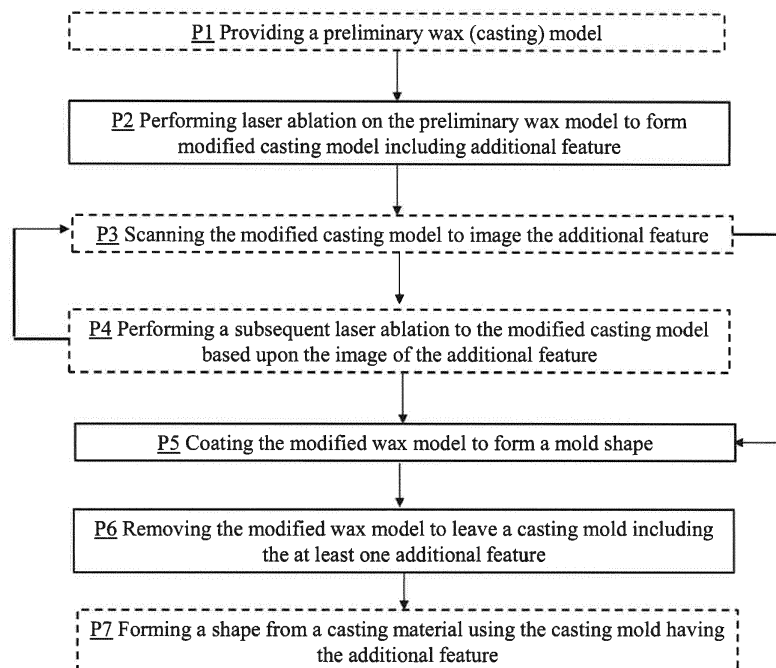 P1 Providing a preliminary wax (casting) model
P2 Performing laser ablation on the preliminary wax model to form
modified casting model including additional feature
P3 Scanning the modified casting model to image the additional feature
P4 Performing a subsequent laser ablation to the modified casting model
based upon the image of the additional feature
P5 Coating the modified wax model to form a mold shape
P6 Removing the modified wax model to leave a casting mold including
the at least one additional feature
P7 Forming a shape from a casting material using the casting mold having
the additional feature